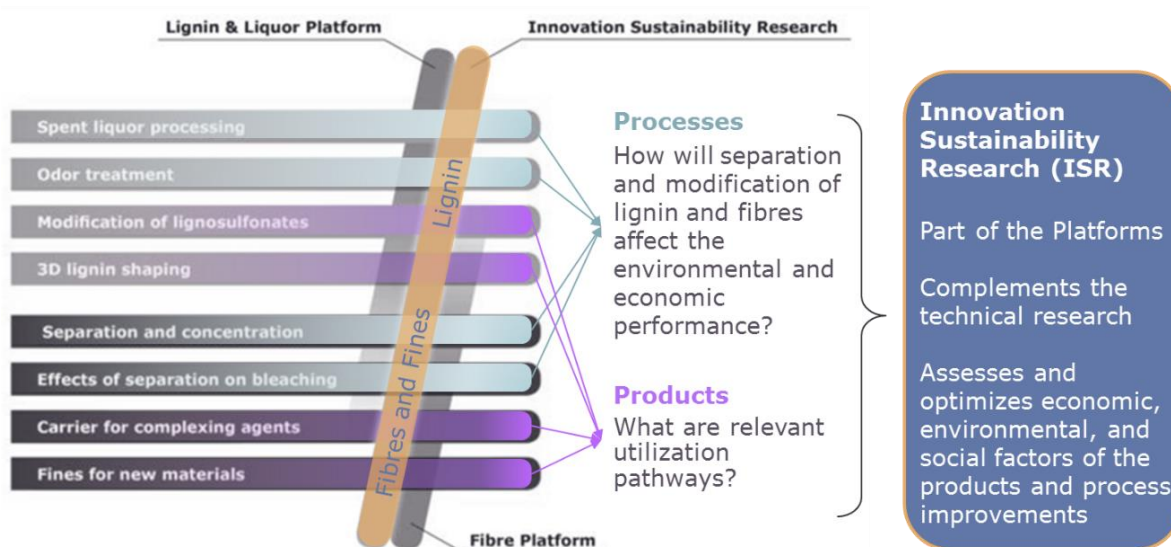 Lignin & Liquor Platform
Innovation Sustainability Research
Spent liquor processing
Odor treatment
Modification of lignosulfonates
3D lignin shaping
Separation and concentration
Effects of separation on bleaching
Carrier for complexing agents
Fines for new materials
Lignin
Fibres and Fines
Fibre Platform
Processes
How will separation
and modification of
lignin and fibres
affect the
environmental and
economic
performance?
Products
What are relevant
utilization
pathways?
Innovation
Sustainability
Research (ISR)
Part of the Platforms
Complements the
technical research
Assesses and
optimizes economic,
environmental, and
social factors of the
products and process
improvements